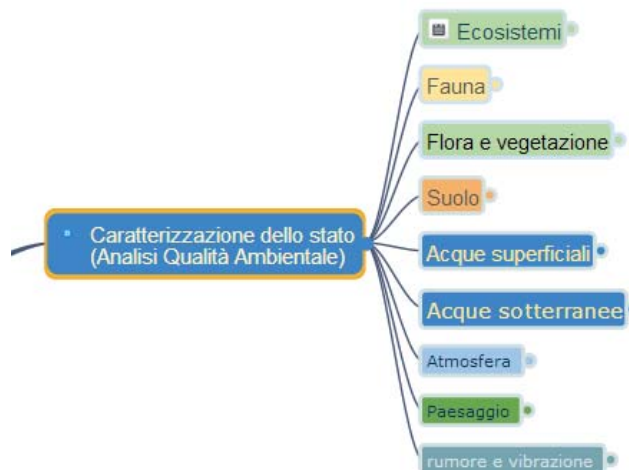 Ecosistemi
Fauna
Flora e vegetazione
Suolo
Caratterizzazione dello stato
(Analisi Qualità Ambientale)
Acque superficiali
Acque sotterranee
Atmosfera
Paesaggio
rumore e vibrazione